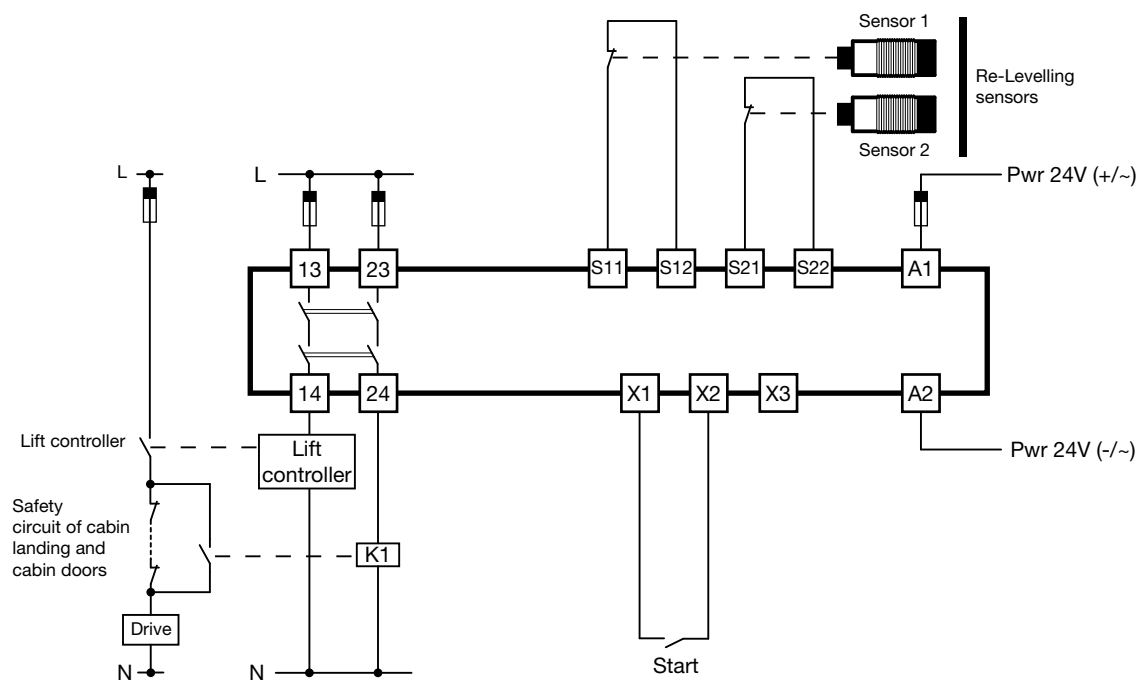 Sensor 1
Re-Levelling
sensors
Sensor 2
L
L
Pwr 24V (+/~)
13
23
S11
S12
S21
S22
A1
14
24
X1
X2
X3
A2
Lift controller
Lift
controller
Pwr 24V (-/~)
Safety
circuit of cabin
landing and
cabin doors
K1
Drive
Start
N
N